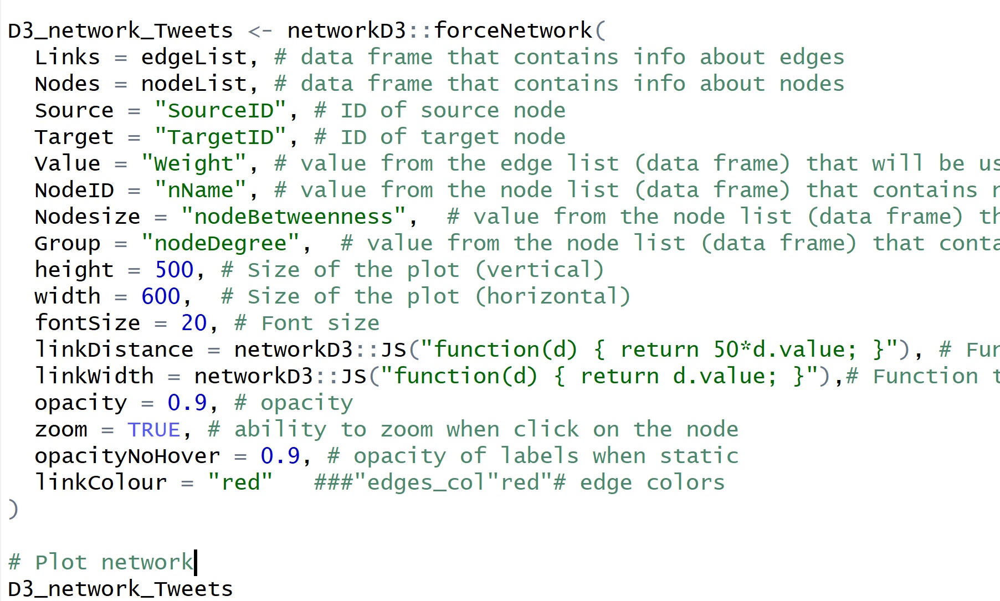 D3_network_Tweets <- networkD3::forceNetwork(
  Links = edgeList, # data frame that contains info about edges
  Nodes = nodeList, # data frame that contains info about nodes
  Source = "SourceID", # ID of source node
  Target = "TargetID", # ID of target node
  Value = "Weight", # value from the edge list (data frame) that will be
  NodeID = "nName", # value from the node list (data frame) that contains
  Nodesize = "nodeBetweenness",  # value from the node list (data frame)
  Group = "nodeDegree",  # value from the node list (data frame) that
  height = 500, # Size of the plot (vertical)
  width = 600,  # Size of the plot (horizontal)
  fontSize = 20, # Font size
  linkDistance = networkD3::JS("function(d) { return 50*d.value; }"), #
  linkWidth = networkD3::JS("function(d) { return d.value; }"),# Function
  opacity = 0.9, # opacity
  zoom = TRUE, # ability to zoom when click on the node
  opacityNoHover = 0.9, # opacity of labels when static
  linkColour = "red"   ###"edges_col"red"# edge colors
)
# Plot network
D3_network_Tweets